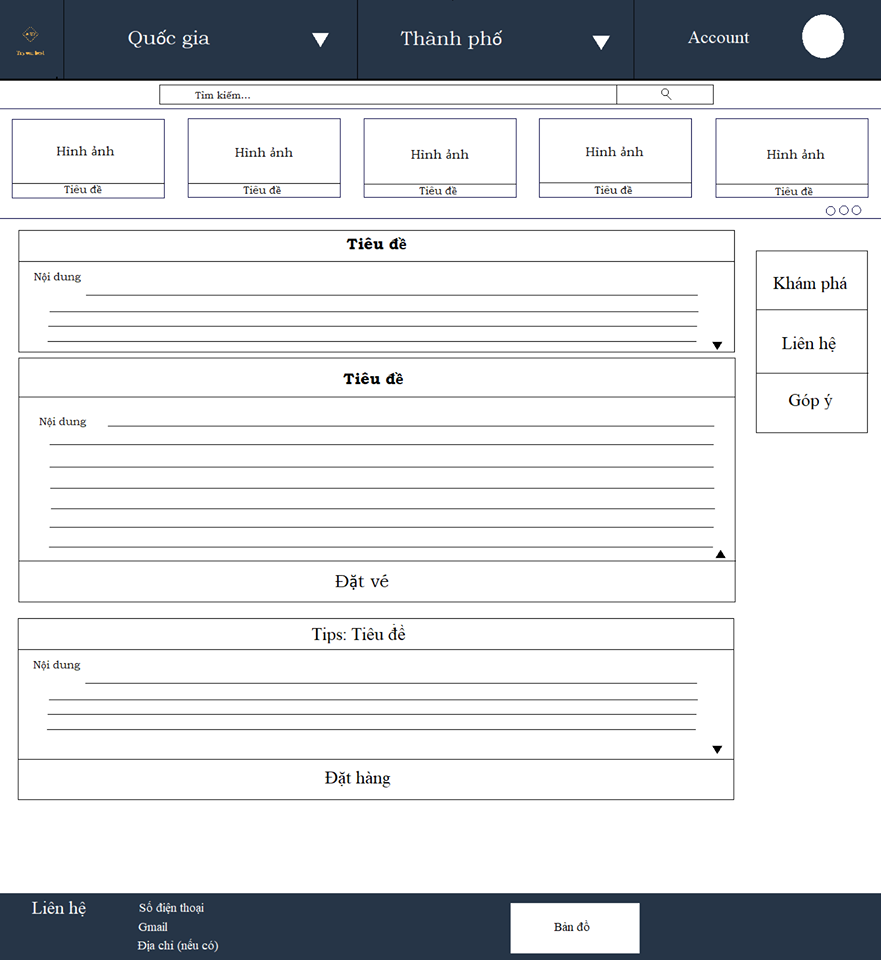 Quốc gia
Thành phố
Account
Tìm kiếm...
Hình ảnh
Hình ảnh
Hình ảnh
Hình ảnh
Hình ảnh
Tiêu đề
Tiêu đề
Tiêu đề
Tiêu đề
Tiêu đề
Tiêu đề
Nội dung
Khám phá
Liên hệ
Góp ý
Tiêu đề
Nội dung
Đặt vé
Tips: Tiêu đề
Nội dung
Đặt hàng
Liên hệ
Số điện thoại
Gmail
Địa chỉ (nếu có)
Bản đồ